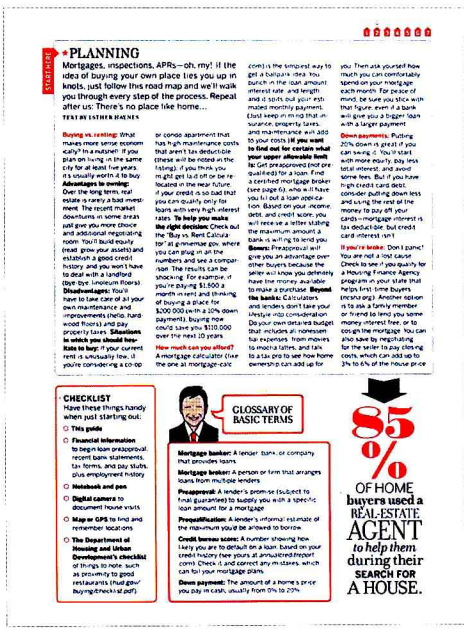 1 2 3 4 5 6 7
START HERE
★PLANNING
Mortgages, inspections, APRs—oh, my! If the
idea of buying your own place ties you up in
knots, just follow this road map and we'll walk
you through every step of the process. Repeat
after us: There's no place like home...
TEXT BY ESTHER HAYNES
Buying vs. renting: What
makes more sense economi-
cally? In a nutshell: If you
plan on living in the same
city for at least five years,
it's usually worth it to buy.
Advantages to owning:
Over the long term, real
estate is rarely a bad invest-
ment. The recent market
downturns in some areas
just give you more choice
and additional negotiating
room. You'll build equity
(read: grow your assets) and
establish a good credit
history, and you won't have
to deal with a landlord
(bye-bye, linoleum floors).
Disadvantages: You'll
have to take care of all your
own maintenance and
improvements (hello, hard-
wood floors) and pay
property taxes. Situations
in which you should hes-
itate to buy: If your current
rent is unusually low, if
you're considering a co-op
or condo apartment that
has high maintenance costs
that aren't tax deductible
(these will be noted in the
listing), if you think you
might get laid off or be re-
located in the near future,
if your credit is so bad that
you can qualify only for
loans with very high interest
rates. To help you make
the right decision: Check out
the "Buy vs. Rent Calcula-
tor" at ginniemae.gov, where
you can plug in all the
numbers and see a compar-
ison. The results can be
shocking. For example, if
you're paying $1,600 a
month in rent and thinking
of buying a place for
$200,000 (with a 10% down
payment), buying now
could save you $110,000
over the next 10 years.
How much can you afford?
A mortgage calculator (like
the one at mortgage-calc
.com) is the simplest way to
get a ballpark idea. You
punch in the loan amount,
interest rate, and length,
and it spits out your esti-
mated monthly payment.
(Just keep in mind that in-
surance, property taxes,
and maintenance will add
to your costs.) If you want
to find out for certain what
your upper allowable limit
is: Get preapproved (not pre-
qualified) for a loan. Find
a certified mortgage broker
(see page 6), who will have
you fill out a loan applica-
tion. Based on your income,
debt, and credit score, you
will receive a letter stating
the maximum amount a
bank is willing to lend you.
Bonus: Preapproval will
give you an advantage over
other buyers because the
seller will know you definitely
have the money available
to make a purchase. Beyond
the banks: Calculators
and lenders don't take your
lifestyle into consideration.
Do your own detailed budget
that includes all nonessen-
tial expenses, from movies
to mocha lattes, and talk
to a tax pro to see how home
ownership can add up for
you. Then ask yourself how
much you can comfortably
spend on your mortgage
each month. For peace of
mind, be sure you stick with
that figure, even if a bank
will give you a bigger loan
with a larger payment.
Down payments: Putting
20% down is great if you
can swing it. You'll start
with more equity, pay less
total interest, and avoid
some fees. But if you have
high credit card debt,
consider putting down less
and using the rest of the
money to pay off your
cards—mortgage interest is
tax deductible, but credit
card interest isn't.
If you're broke: Don't panic!
You are not a lost cause.
Check to see if you qualify for
a Housing Finance Agency
program in your state that
helps first-time buyers
(ncsha.org). Another option
is to ask a family member
or friend to lend you some
money interest free, or to
cosign the mortgage. You can
also save by negotiating
for the seller to pay closing
costs, which can add up to
3% to 6% of the house price.
CHECKLIST
Have these things handy
when just starting out:
This guide
Financial information
to begin loan preapproval:
recent bank statements,
tax forms, and pay stubs,
plus employment history
Notebook and pen
Digital camera to
document house visits
Map or GPS to find and
remember locations
The Department of
Housing and Urban
Development's checklist
of things to note, such
as proximity to good
restaurants (hud.gov/
buying/checklist.pdf)
GLOSSARY OF
BASIC TERMS
Mortgage banker: A lender, bank, or company
that provides loans.
Mortgage broker: A person or firm that arranges
loans from multiple lenders.
Preapproval: A lender's promise (subject to
final guarantee) to supply you with a specific
loan amount for a mortgage.
Prequalification: A lender's informal estimate of
the maximum you'd be allowed to borrow.
Credit bureau score: A number showing how
likely you are to default on a loan, based on your
credit history (see yours at annualcreditreport
.com). Check it and correct any mistakes, which
can foil your mortgage plans.
Down payment: The amount of a home's price
you pay in cash, usually from 0% to 20%.
85
%
OF HOME
buyers used a
REAL-ESTATE
AGENT
to help them
during their
SEARCH FOR
A HOUSE.